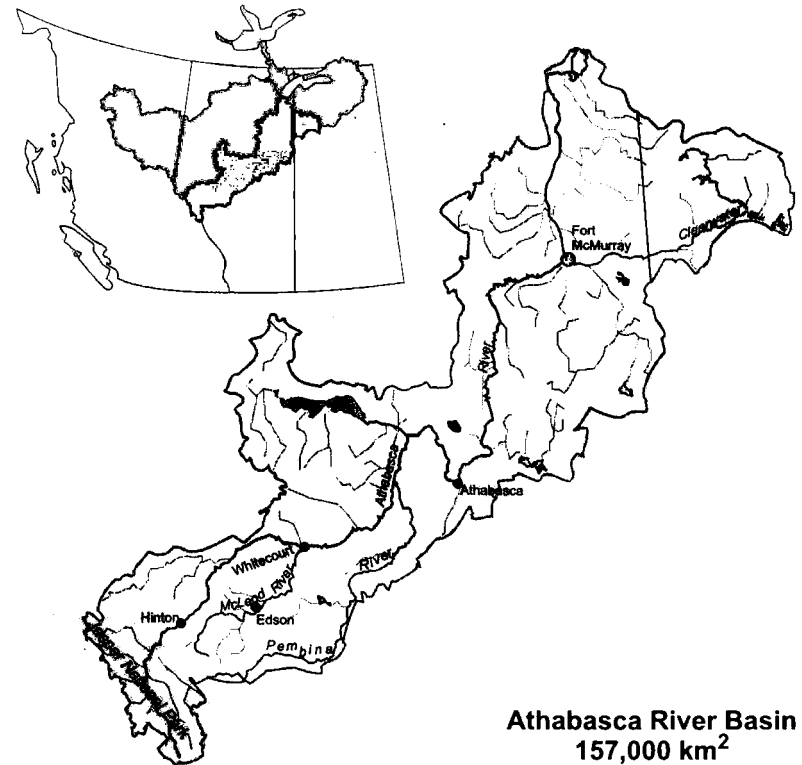 Fort
McMurray
Clearwater
River
Athabasca
Athabasca
Whitecourt
River
McLeod River
Hinton
Edson
Pembina
Jasper National Park
Athabasca River Basin
157,000 km²